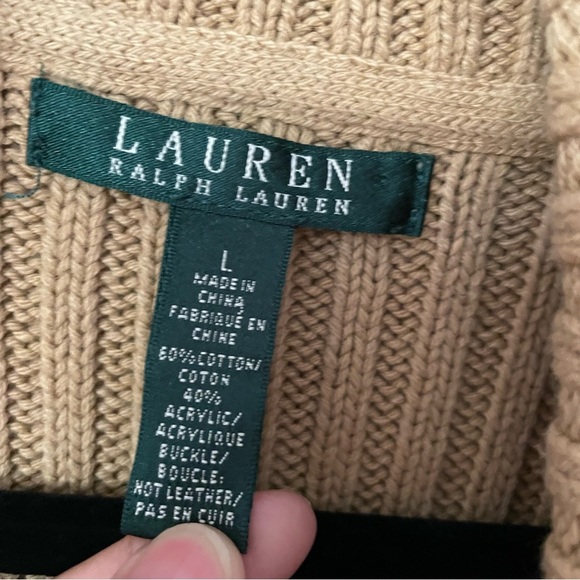 LAUREN
RALPH LAUREN
L
MADE IN
CHINA
FABRIQUÉ EN
CHINE
60% COTTON/
COTON
40%
ACRYLIC/
ACRYLIQUE
BUCKLE/
BOUCLE:
NOT LEATHER/
PAS EN CUIR